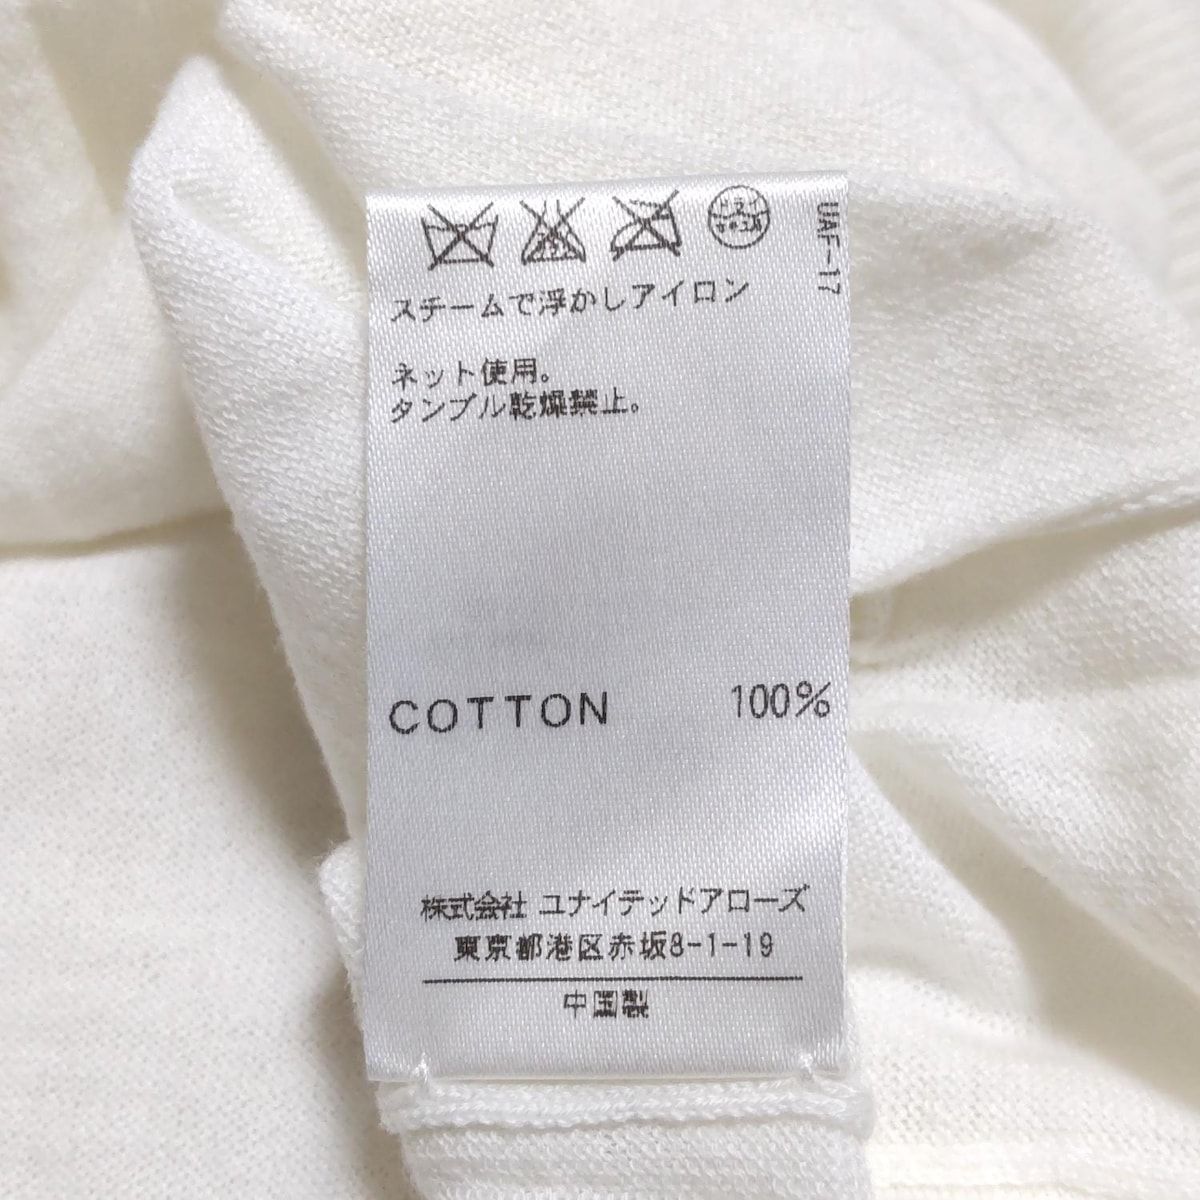 スチームで浮かしアイロン
UAF-17
ネット使用。
タンブル乾燥禁止。
COTTON 100%
株式会社 ユナイテッドアローズ
東京都港区赤坂8-1-19
中国製